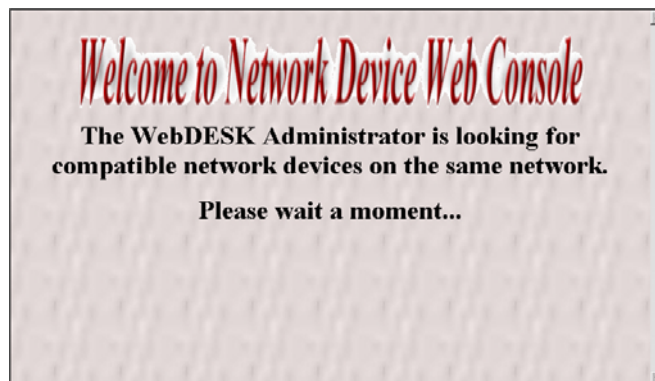 Welcome to Network Device Web Console
The WebDESK Administrator is looking for
compatible network devices on the same network.
Please wait a moment...